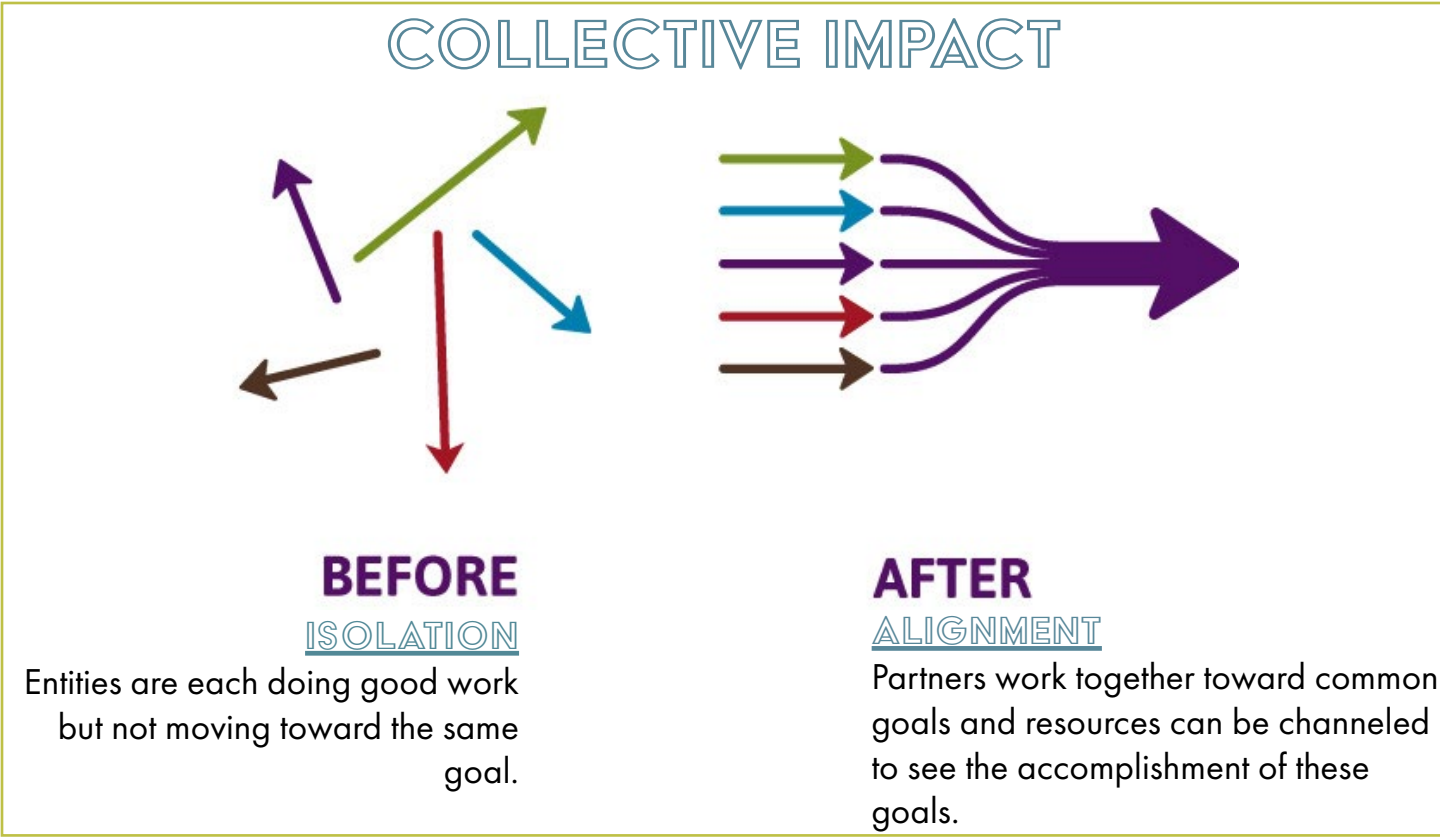 COLLECTIVE IMPACT
BEFORE
ISOLATION
Entities are each doing good work
but not moving toward the same
goal.
AFTER
ALIGNMENT
Partners work together toward common
goals and resources can be channeled
to see the accomplishment of these
goals.